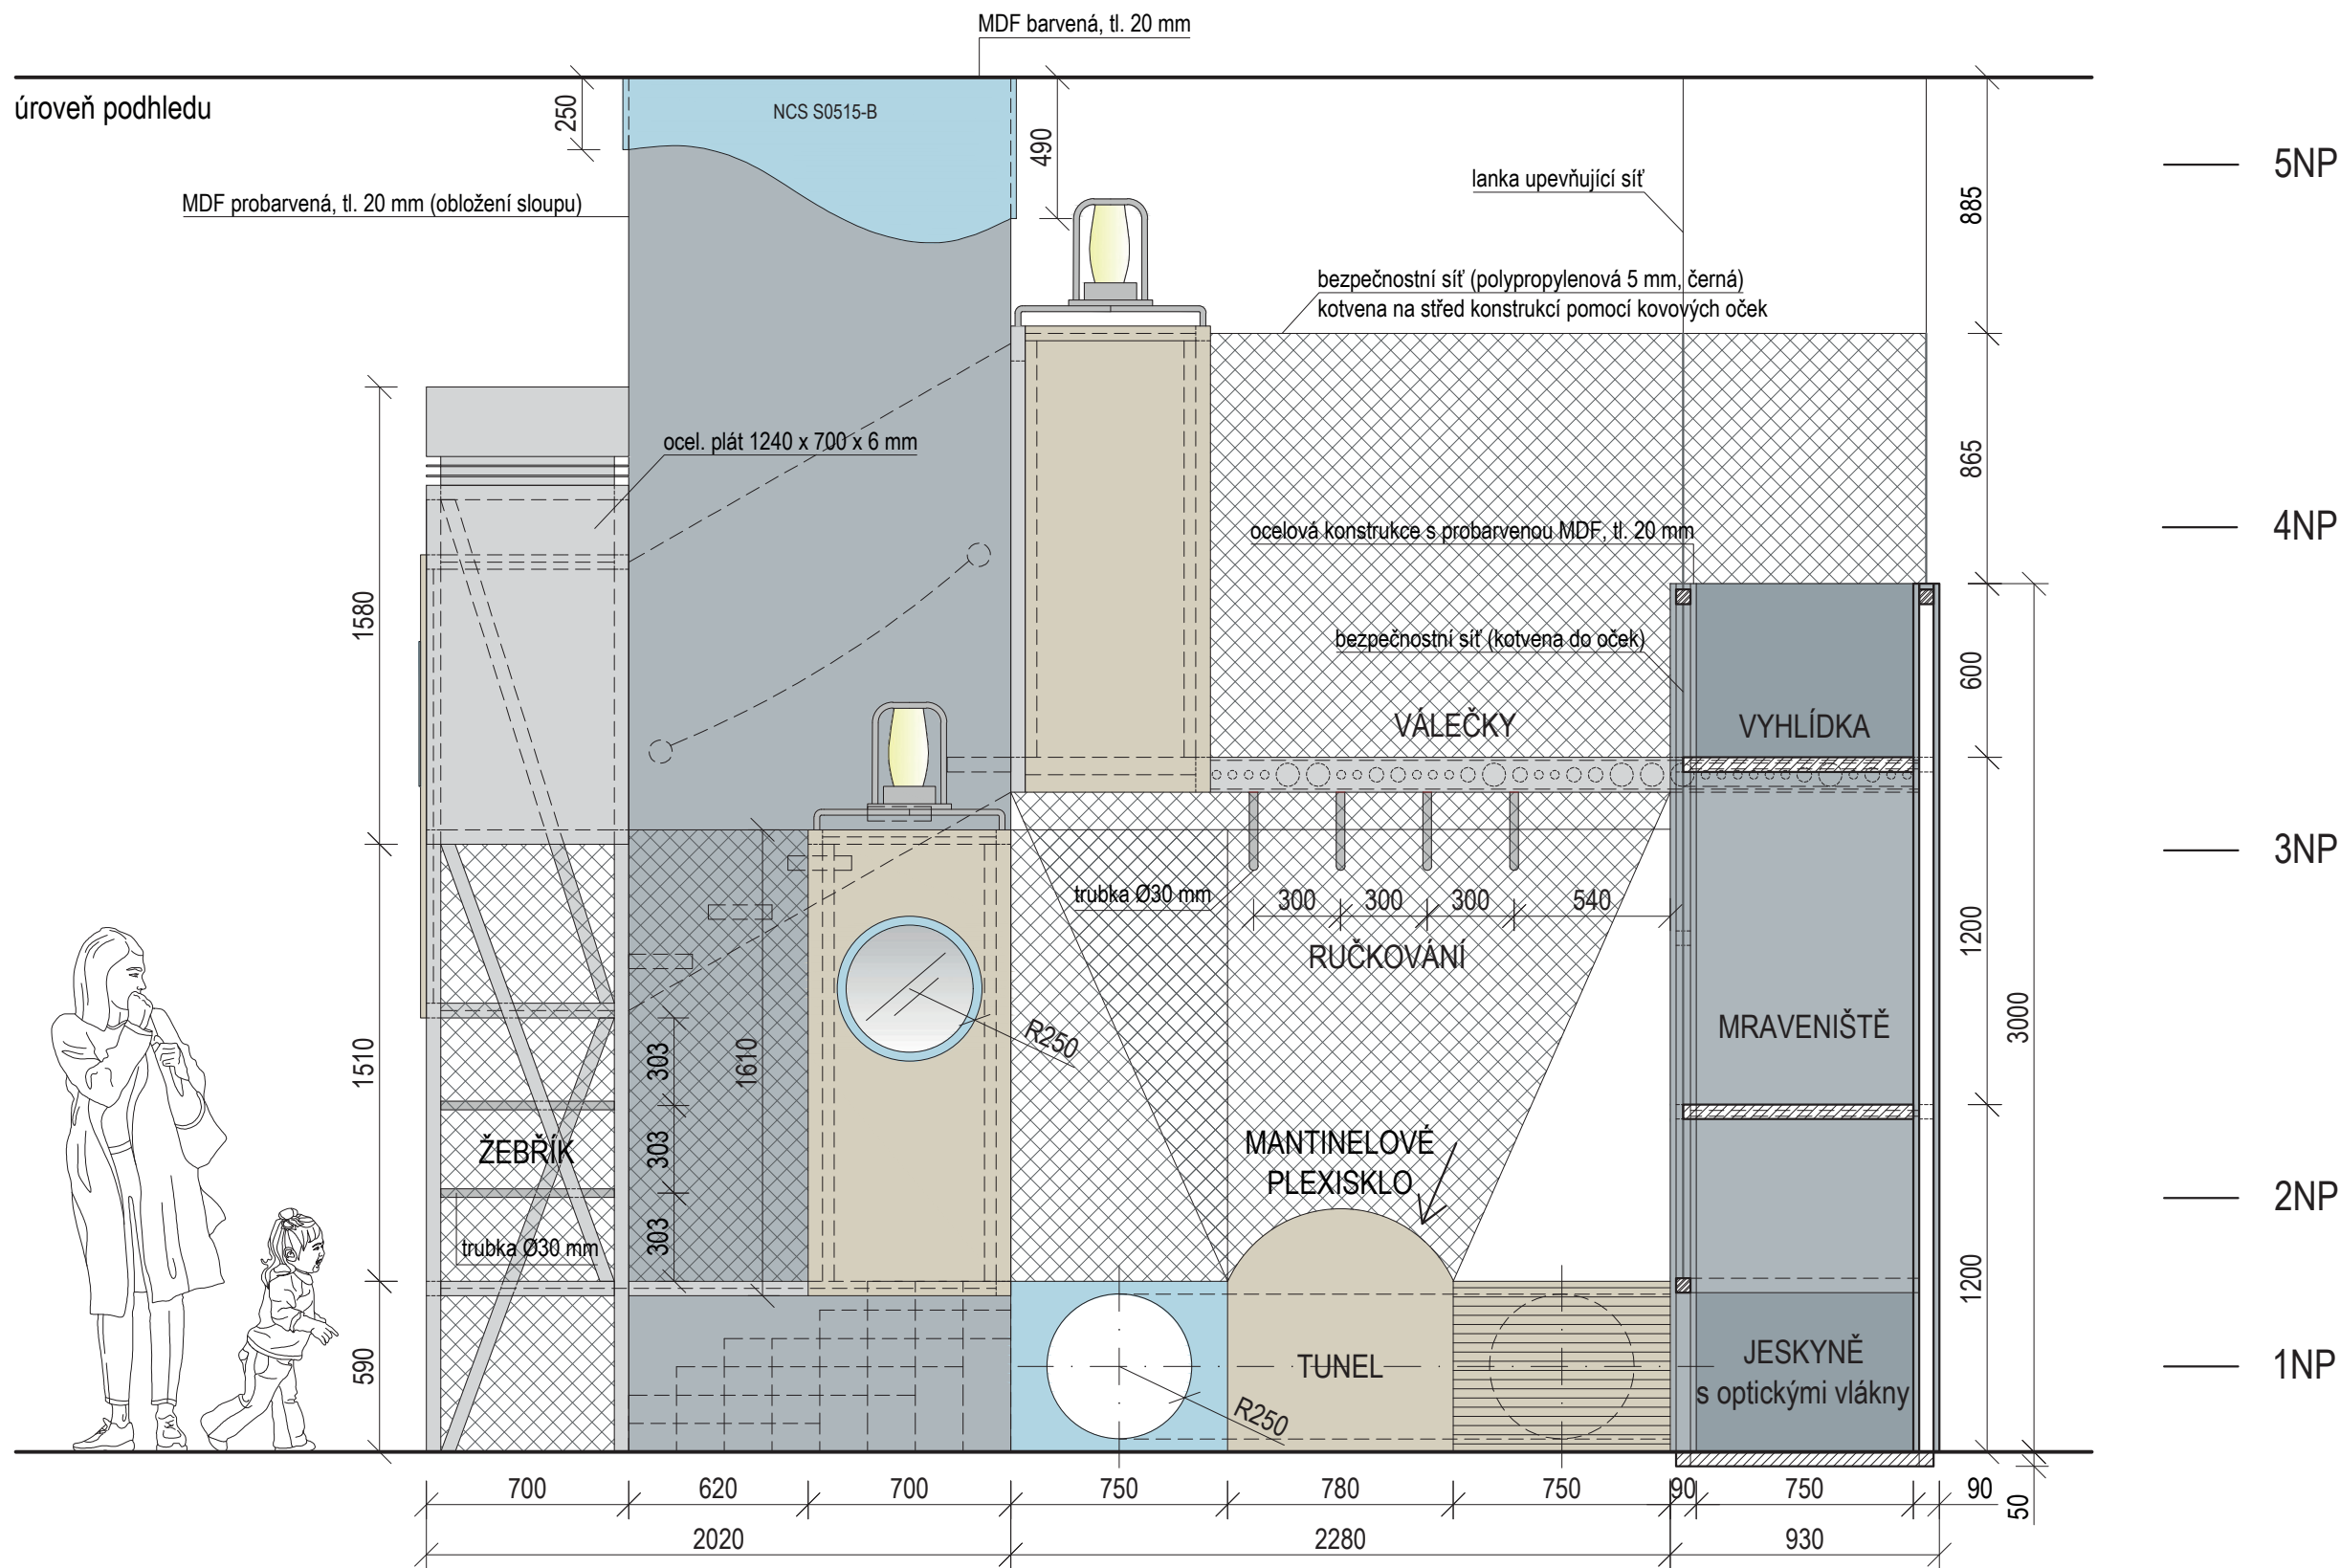 MDF barvená, tl. 20 mm
úroveň podhledu
250
NCS S0515-B
490
5NP
MDF probarvená, tl. 20 mm (obložení sloupu)
lanka upevňující síť
885
bezpečnostní síť (polypropylenová 5 mm, černá)
kotvena na střed konstrukcí pomocí kovových oček
ocel. plát 1240 x 700 x 6 mm
865
ocelová konstrukce s probarvenou MDF, tl. 20 mm
4NP
1580
bezpečnostní síť (kotvena do oček)
600
VÁLEČKY
VYHLÍDKA
3NP
trubka Ø30 mm
300
300
300
540
RUČKOVÁNÍ
1200
R250
MRAVENIŠTĚ
3000
1510
303
1610
303
ŽEBŘÍK
MANTINELOVÉ
PLEXISKLO
2NP
303
trubka Ø30 mm
1200
590
TUNEL
JESKYNĚ
s optickými vlákny
1NP
R250
700
620
700
750
780
750
90
750
90
50
2020
2280
930